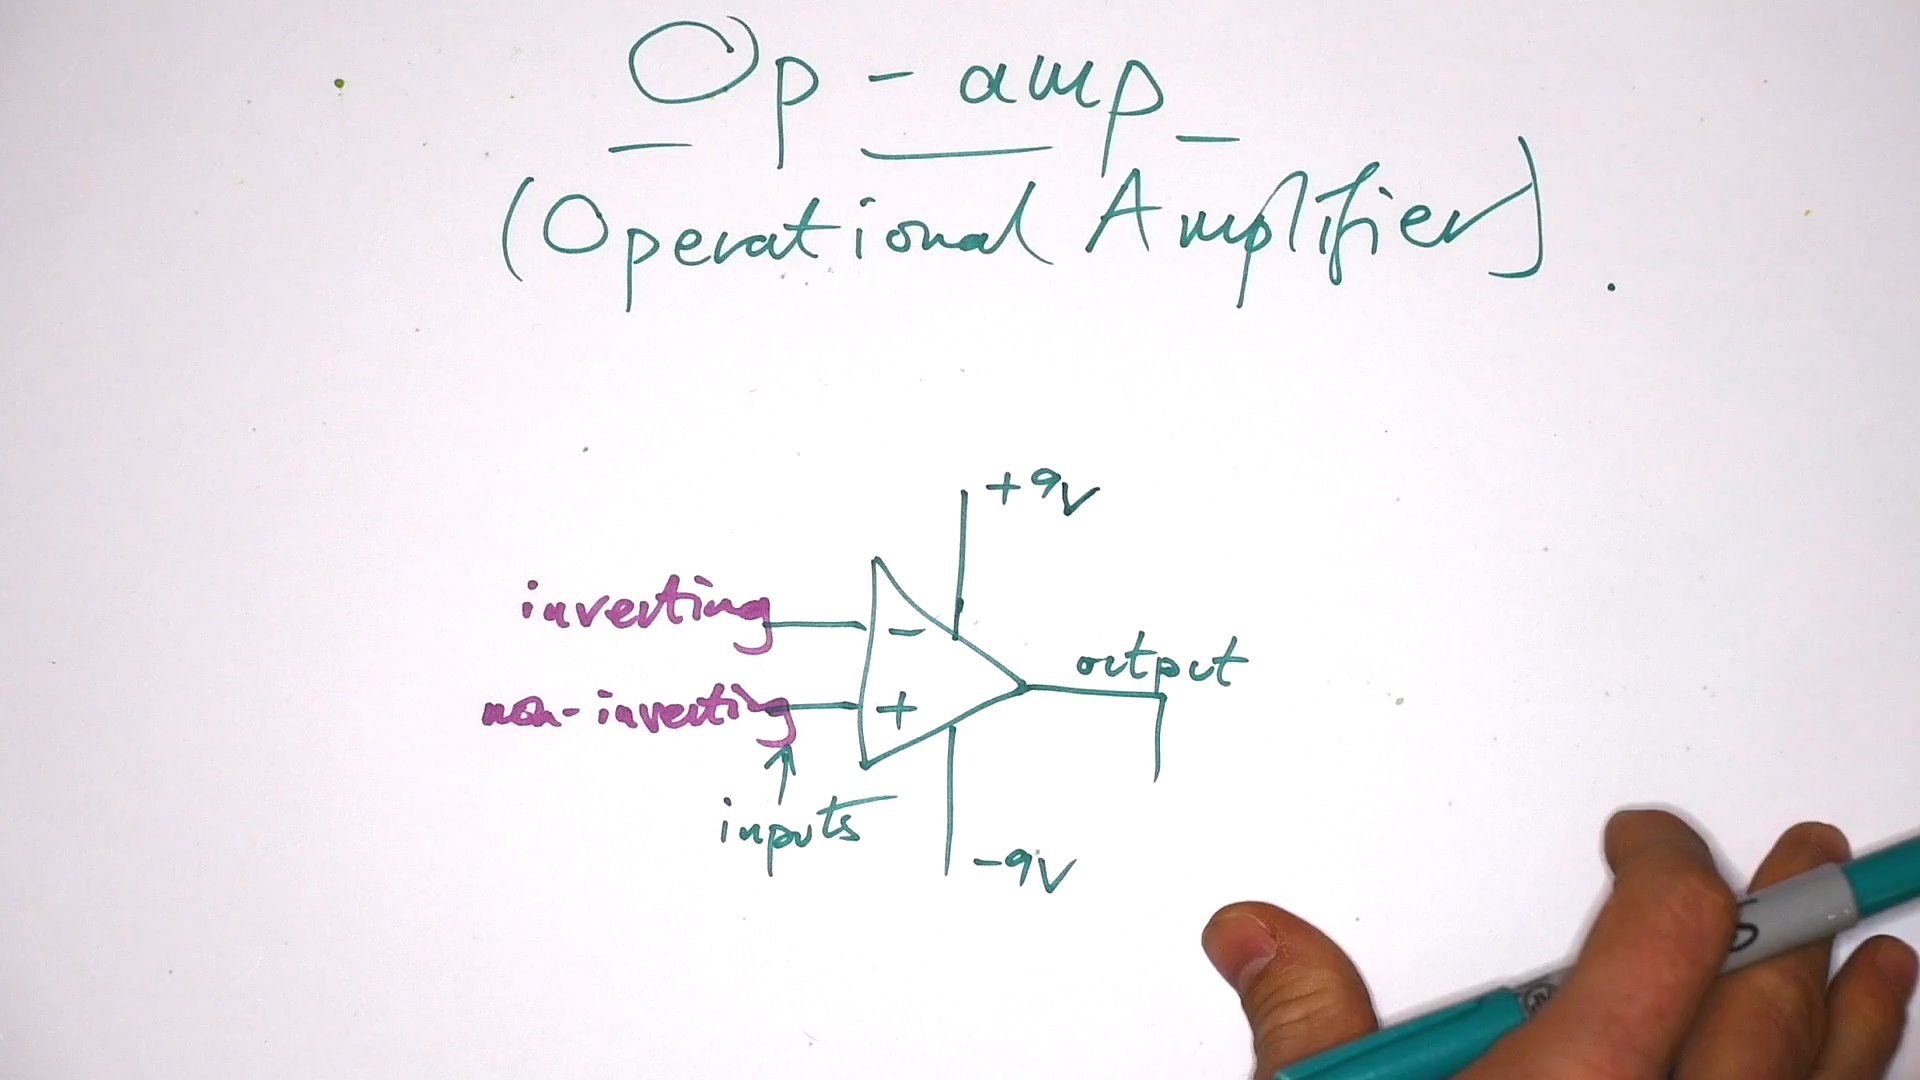 Op-amp
(Operational Amplifier)
+9V
inverting
-
output
non-inverting
+
inputs
-9V